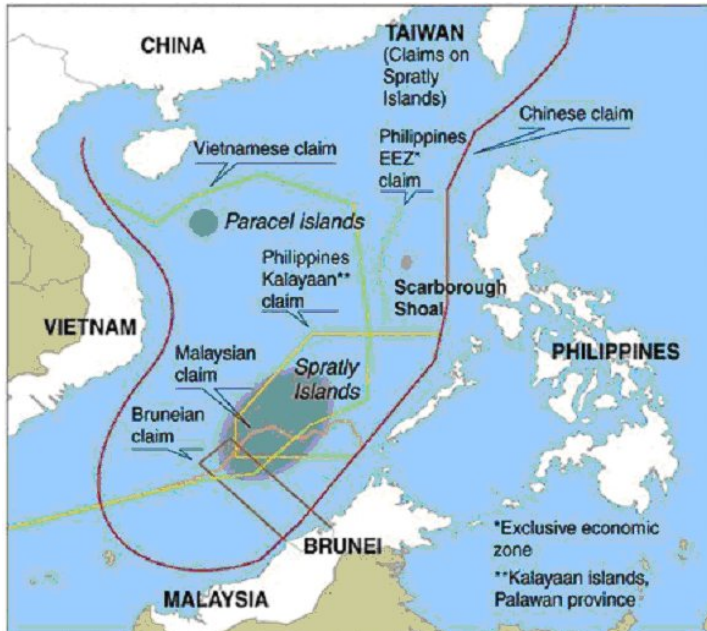 CHINA
TAIWAN
(Claims on
Spratly
Islands)
Chinese claim
Philippines
EEZ*
claim
Vietnamese claim
Paracel islands
Philippines
Kalayaan**
claim
Scarborough
Shoal
VIETNAM
Malaysian
claim
Spratly
Islands
PHILIPPINES
Bruneian
claim
*Exclusive economic
zone
BRUNEI
**Kalayaan islands,
Palawan province
MALAYSIA